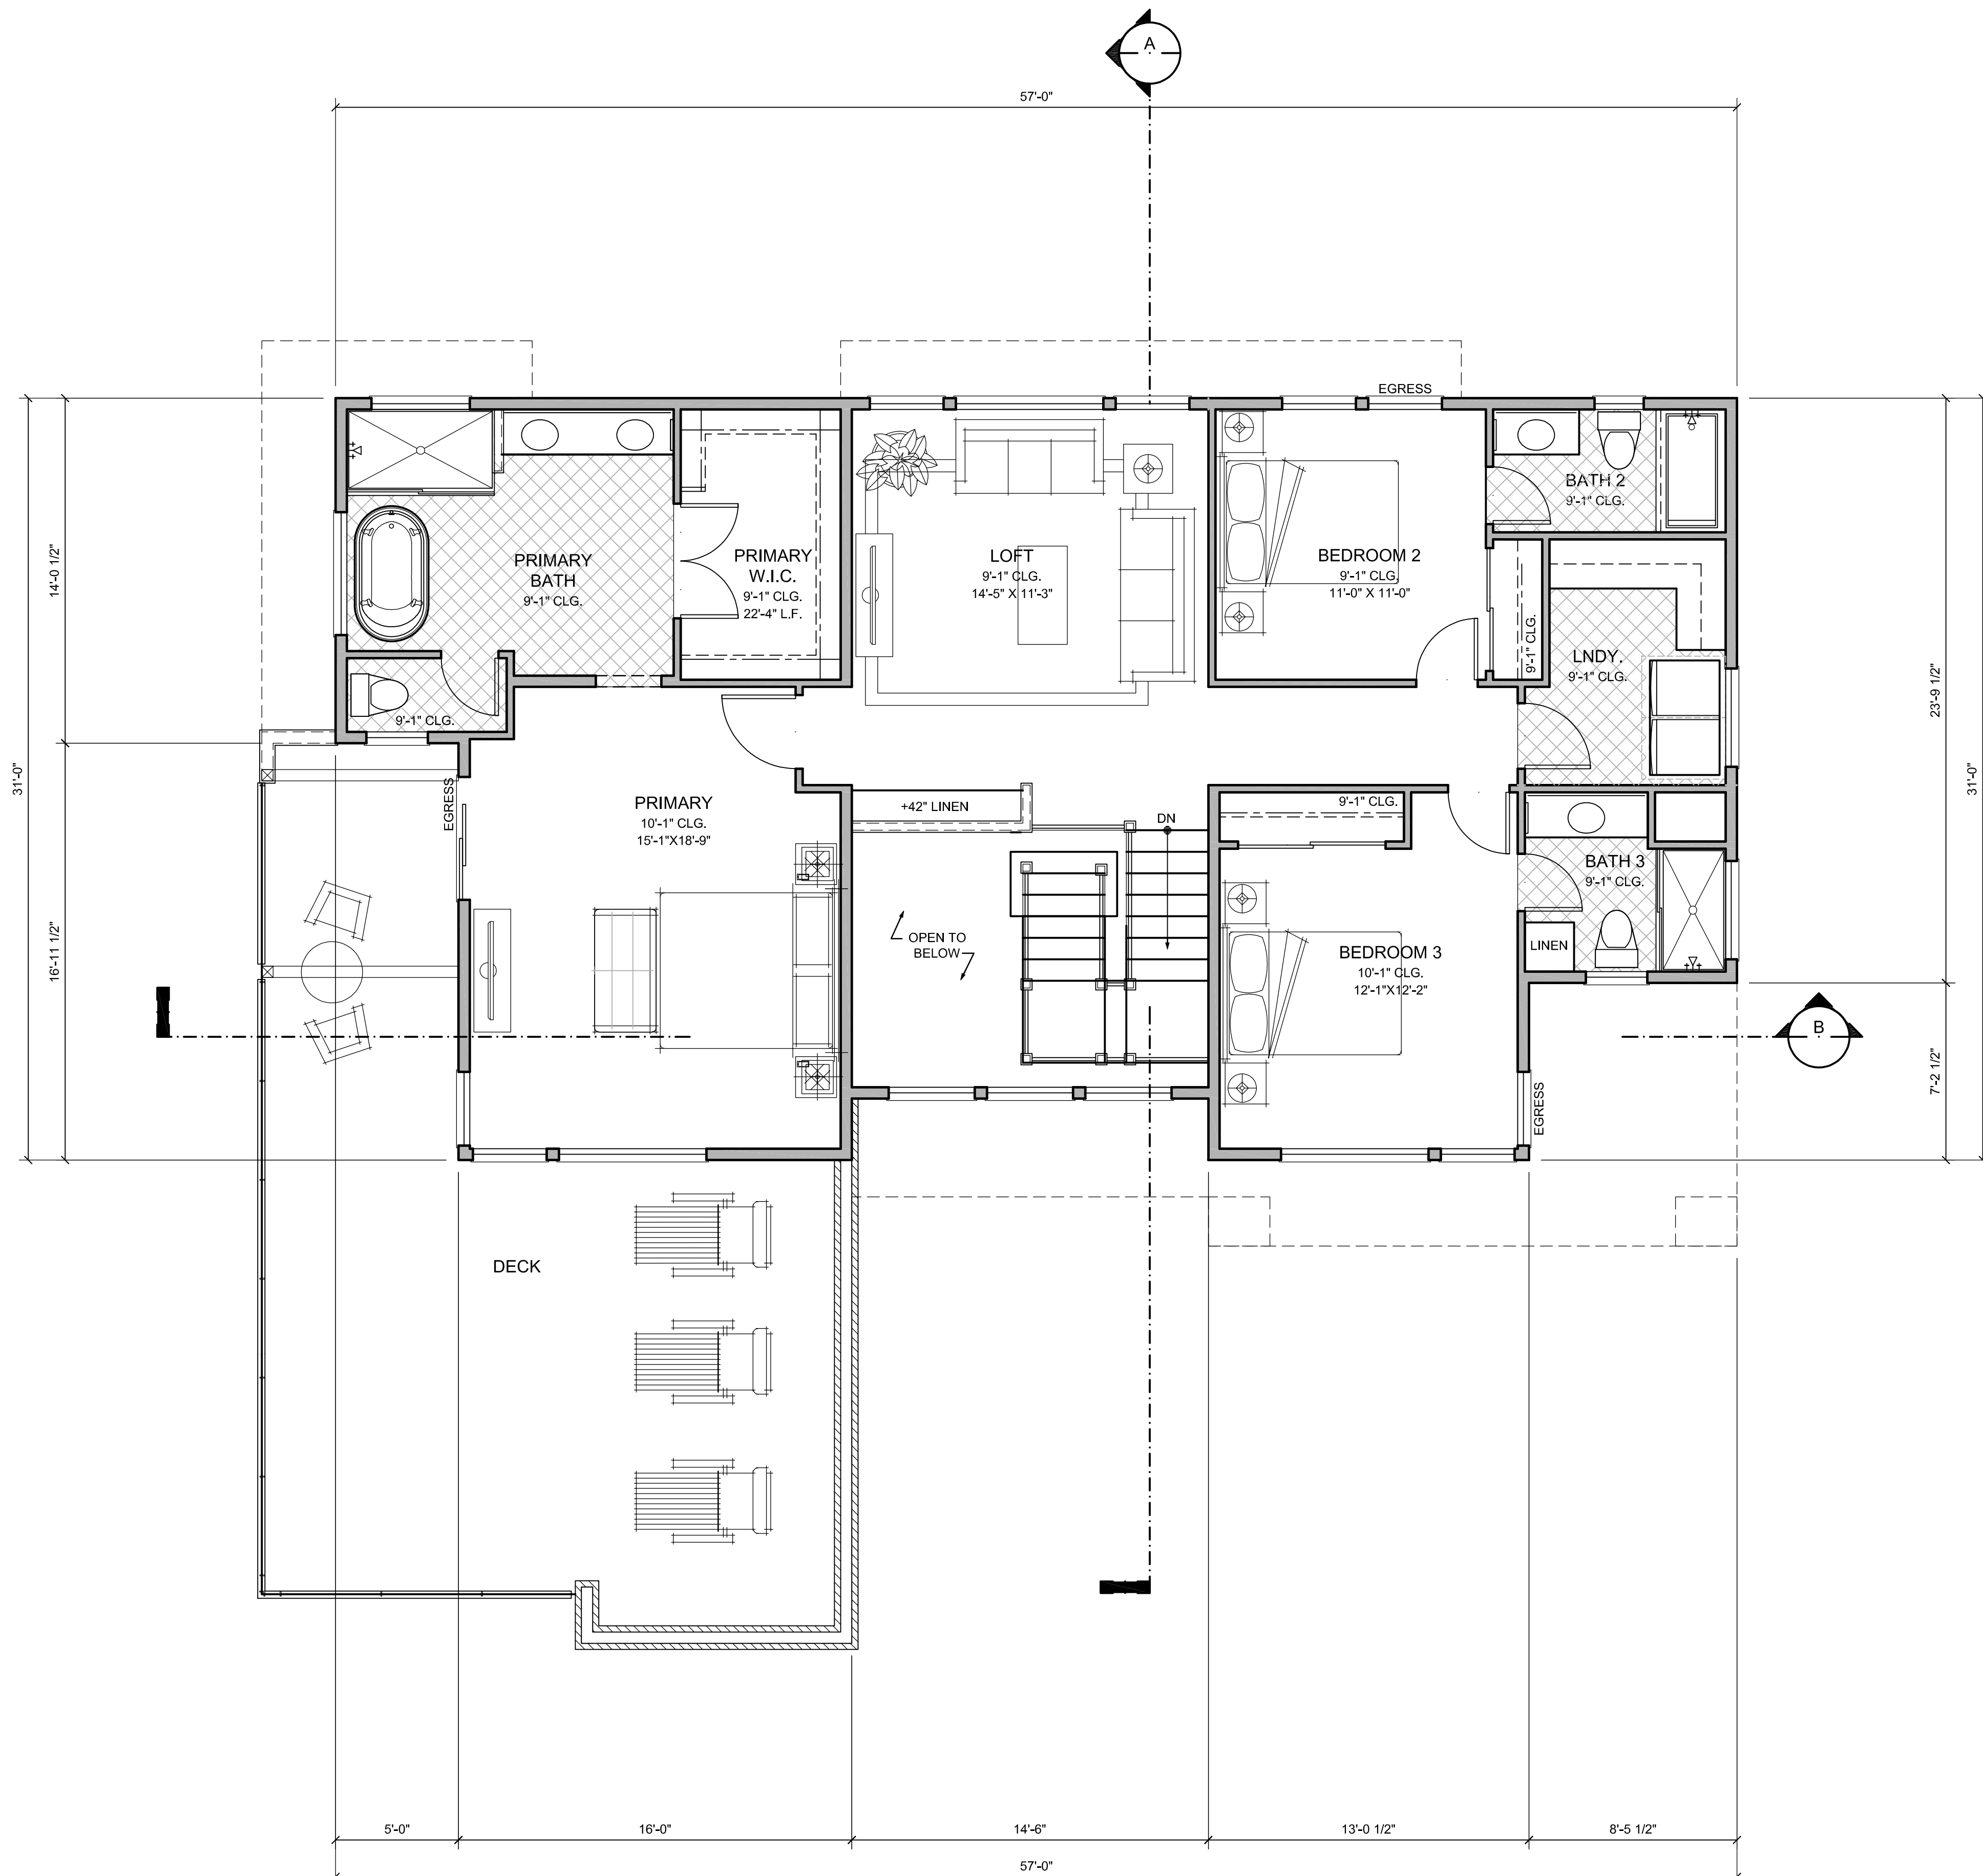 A
57'-0"
EGRESS
31'-0"
14'-0 1/2"
16'-11 1/2"
PRIMARY
BATH
9'-1" CLG.
PRIMARY
W.I.C.
9'-1" CLG.
22'-4" L.F.
LOFT
9'-1" CLG.
14'-5" X 11'-3"
BEDROOM 2
9'-1" CLG.
11'-0" X 11'-0"
BATH 2
9'-1" CLG.
9'-1" CLG.
LNDY.
9'-1" CLG.
23'-9 1/2"
31'-0"
7'-2 1/2"
9'-1" CLG.
EGRESS
PRIMARY
10'-1" CLG.
15'-1"X18'-9"
+42" LINEN
DN
OPEN TO
BELOW
9'-1" CLG.
BATH 3
9'-1" CLG.
LINEN
BEDROOM 3
10'-1" CLG.
12'-1"X12'-2"
B
EGRESS
DECK
5'-0"
16'-0"
14'-6"
13'-0 1/2"
8'-5 1/2"
57'-0"